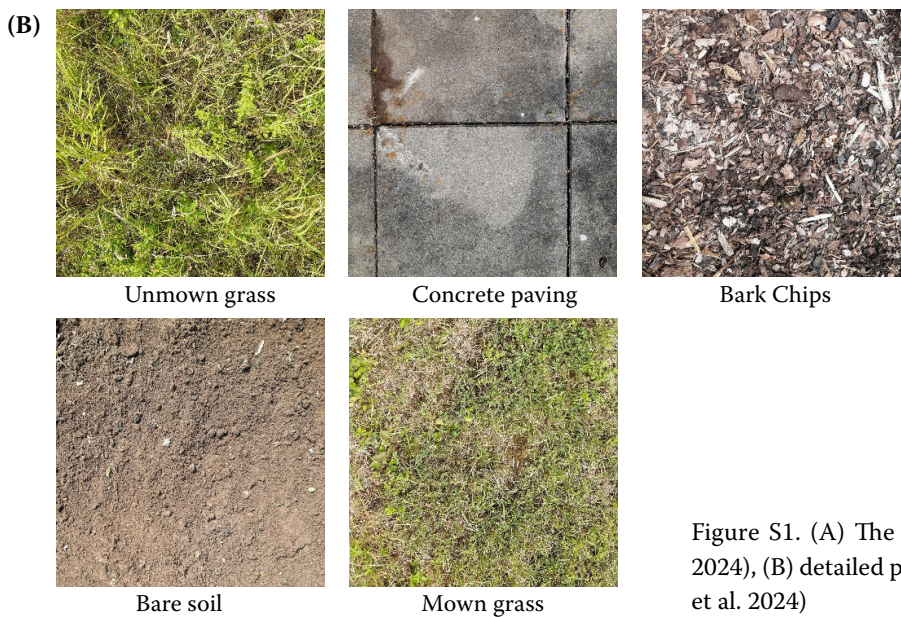 (B)
Unmown grass
Concrete paving
Bark Chips
Bare soil
Mown grass
Figure S1. (A) The
2024), (B) detailed p
et al. 2024)